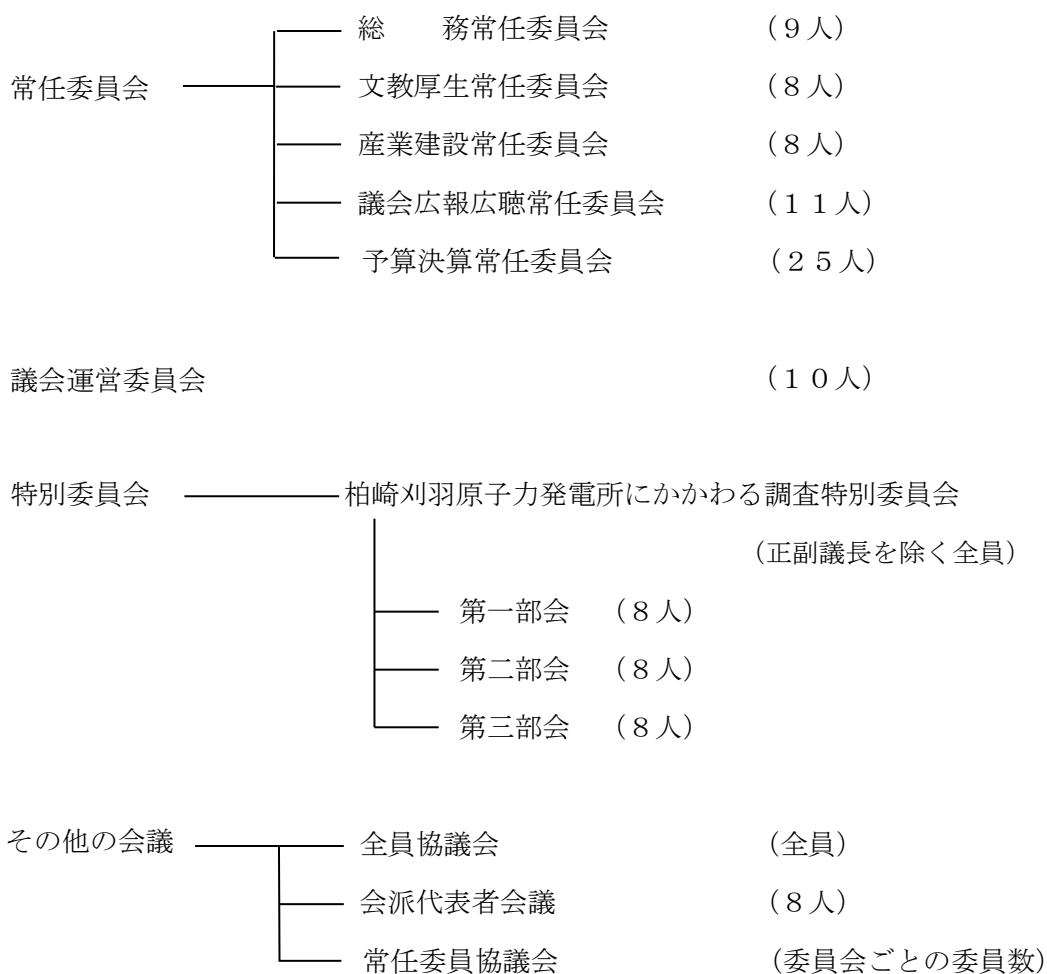 総　　務常任委員会　（９人）
常任委員会　文教厚生常任委員会　（８人）
産業建設常任委員会　（８人）
議会広報広聴常任委員会　（１１人）
予算決算常任委員会　（２５人）
議会運営委員会　（１０人）
特別委員会　柏崎刈羽原子力発電所にかかわる調査特別委員会
（正副議長を除く全員）
第一部会　（８人）
第二部会　（８人）
第三部会　（８人）
その他の会議　全員協議会　（全員）
会派代表者会議　（８人）
常任委員協議会　（委員会ごとの委員数）